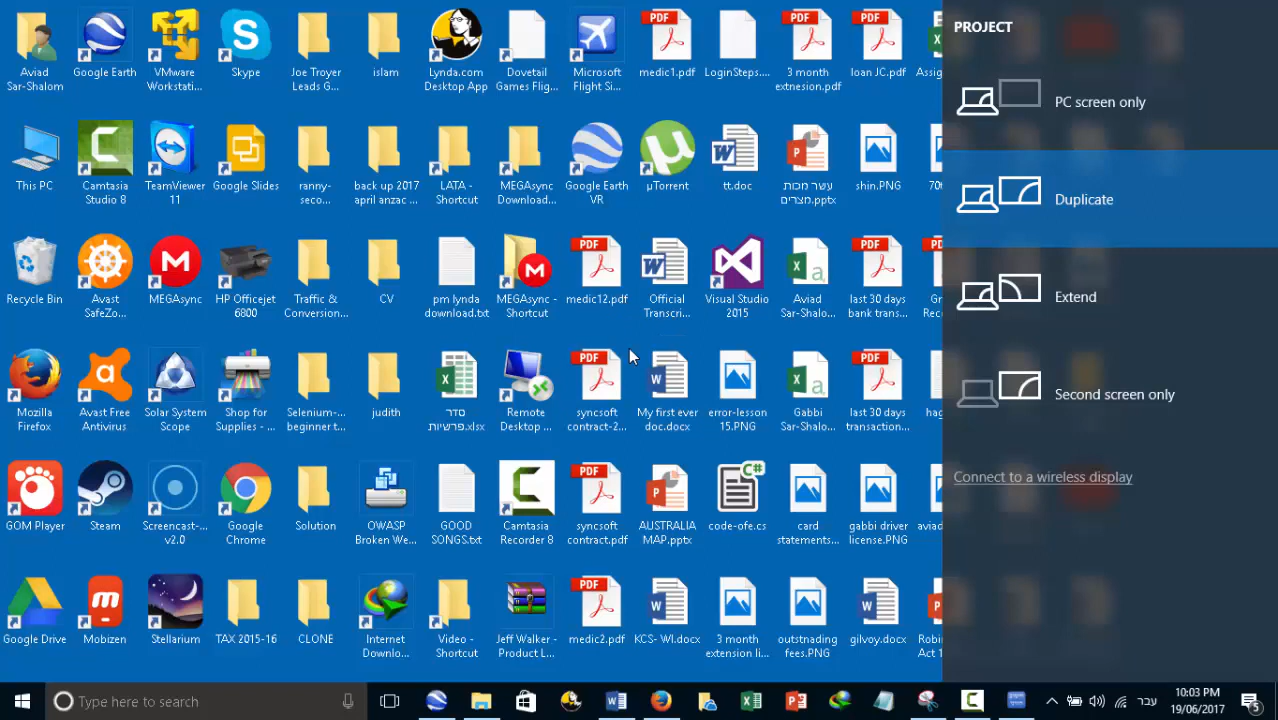 Aviad
Sar-Shalom
Google Earth
VMware
Workstati...
Skype
Joe Troyer
Leads G...
islam
Lynda.com
Desktop App
Dovetail
Games Flig...
Microsoft
Flight Si...
PDF
medic1.pdf
LoginSteps....
PDF
3 month
extnesion.pdf
PDF
loan JC.pdf
Assig
This PC
Camtasia
Studio 8
TeamViewer
11
Google Slides
ranny-
seco...
back up 2017
april anzac ...
LATA -
Shortcut
MEGAsync
Download...
Google Earth
VR
µTorrent
tt.doc
עשר מכות
מצרים.pptx
shin.PNG
70t
Recycle Bin
Avast
SafeZo...
MEGAsync
HP Officejet
6800
Traffic &
Conversion...
CV
pm lynda
download.txt
MEGAsync -
Shortcut
PDF
medic12.pdf
Official
Transcri...
Visual Studio
2015
Aviad
Sar-Shalo...
PDF
last 30 days
bank trans...
Gr
Reco
Mozilla
Firefox
Avast Free
Antivirus
Solar System
Scope
Shop for
Supplies - ...
Selenium-...
beginner t...
judith
סדר
פרשיות.xlsx
Remote
Desktop ...
PDF
syncsoft
contract-2...
My first ever
doc.docx
error-lesson
15.PNG
Gabbi
Sar-Shalo...
PDF
last 30 days
transaction...
hag
GOM Player
Steam
Screencast-...
v2.0
Google
Chrome
Solution
OWASP
Broken We...
GOOD
SONGS.txt
Camtasia
Recorder 8
PDF
syncsoft
contract.pdf
AUSTRALIA
MAP.pptx
C#
code-ofe.cs
card
statements...
gabbi driver
license.PNG
aviad
Google Drive
Mobizen
Stellarium
TAX 2015-16
CLONE
Internet
Downlo...
Video -
Shortcut
Jeff Walker -
Product L...
PDF
medic2.pdf
KCS- WI.docx
3 month
extension li...
outstnading
fees.PNG
gilvoy.docx
Robin
Act 1
PROJECT
PC screen only
Duplicate
Extend
Second screen only
Connect to a wireless display
Type here to search
עבר
10:03 PM
19/06/2017
5